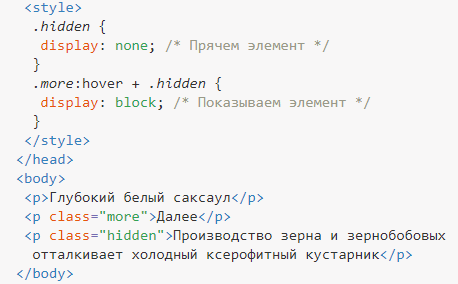 <style>
.hidden {
display: none; /* Прячем элемент */
}
.more:hover + .hidden {
display: block; /* Показываем элемент */
}
</style>
</head>
<body>
<p>Глубокий белый саксаул</p>
<p class="more">Далее</p>
<p class="hidden">Производство зерна и зернобобовых
отталкивает холодный ксерофитный кустарник</p>
</body>